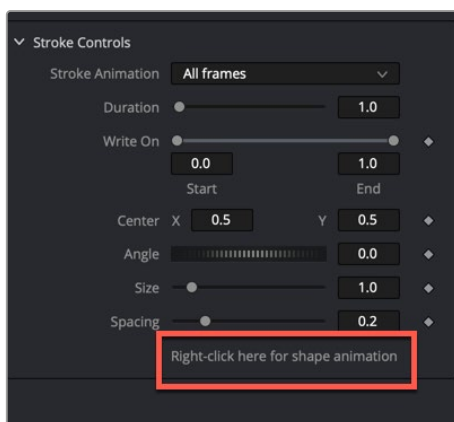 Stroke Controls
Stroke Animation All frames
Duration 1.0
Write On
0.0 1.0
Start End
Center X 0.5 Y 0.5
Angle 0.0
Size 1.0
Spacing 0.2
Right-click here for shape animation